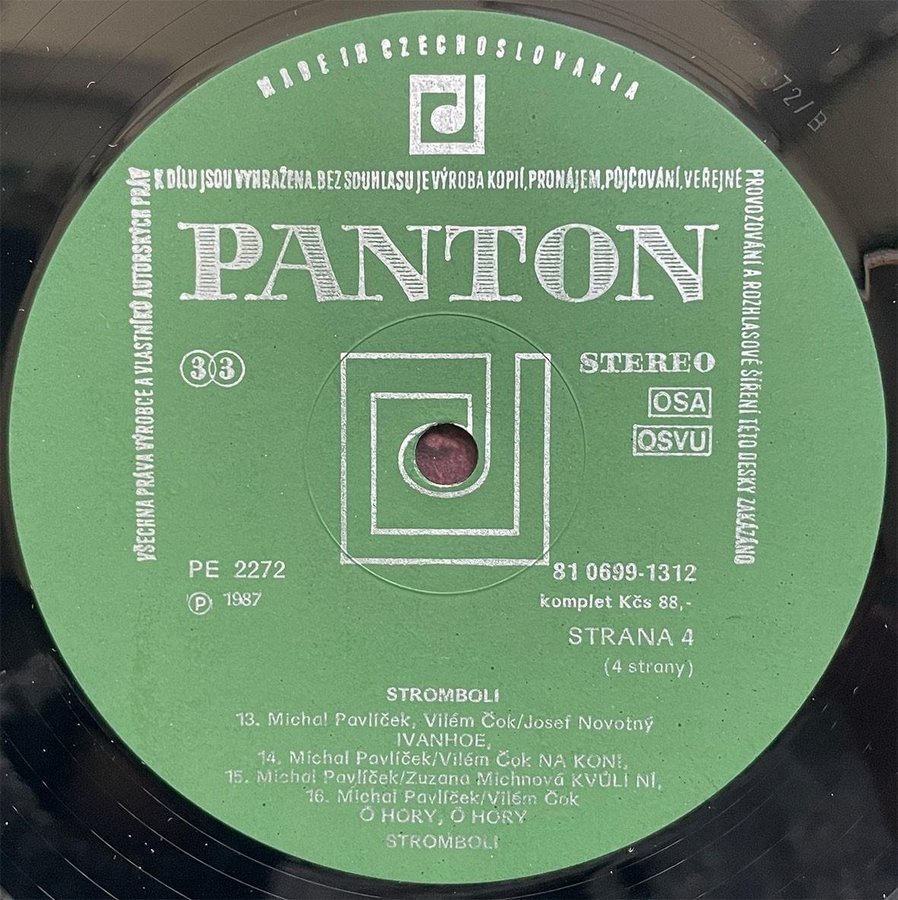 MADE IN CZECHOSLOVAKIA
VŠECHNA PRÁVA VÝROBCE A VLASTNÍKŮ AUTORSKÝCH PRÁV
K DÍLU JSOU VYHRAŽENA. BEZ SOUHLASU JE VÝROBA KOPIÍ, PRONÁJEM, PŮJČOVÁNÍ, VEŘEJNÉ
PROVOZOVÁNÍ A ROZHLASOVÉ ŠÍŘENÍ TÉTO DESKY ZAKÁZÁNO
PANTON
33
STEREO
OSA
OSVU
PE 2272
Ⓟ 1987
81 0699-1312
komplet Kčs 88,-
STRANA 4
(4 strany)
STROMBOLI
13. Michal Pavlíček, Vilém Čok/Josef Novotný
IVANHOE,
14. Michal Pavlíček/Vilém Čok NA KONI,
15. Michal Pavlíček/Zuzana Michnová KVŮLI NÍ,
16. Michal Pavlíček/Vilém Čok
Ó HORY, Ó HORY
STROMBOLI